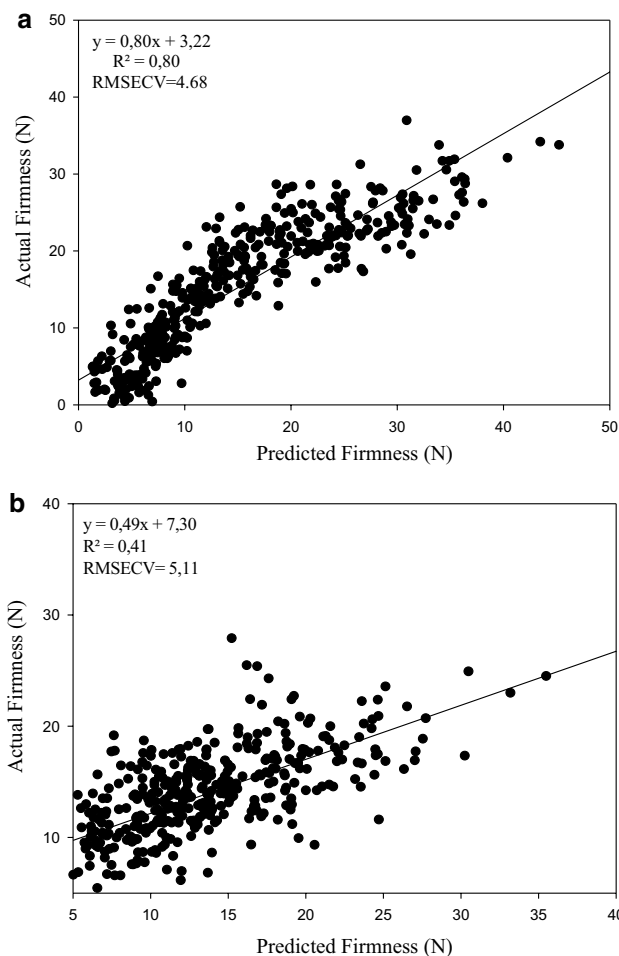 a
50
40
30
20
10
0
y = 0,80x + 3,22
R² = 0,80
RMSECV=4.68
Actual Firmness (N)
0 10 20 30 40 50
Predicted Firmness (N)
b
40
30
20
10
y = 0,49x + 7,30
R² = 0,41
RMSECV= 5,11
Actual Firmness (N)
5 10 15 20 25 30 35 40
Predicted Firmness (N)